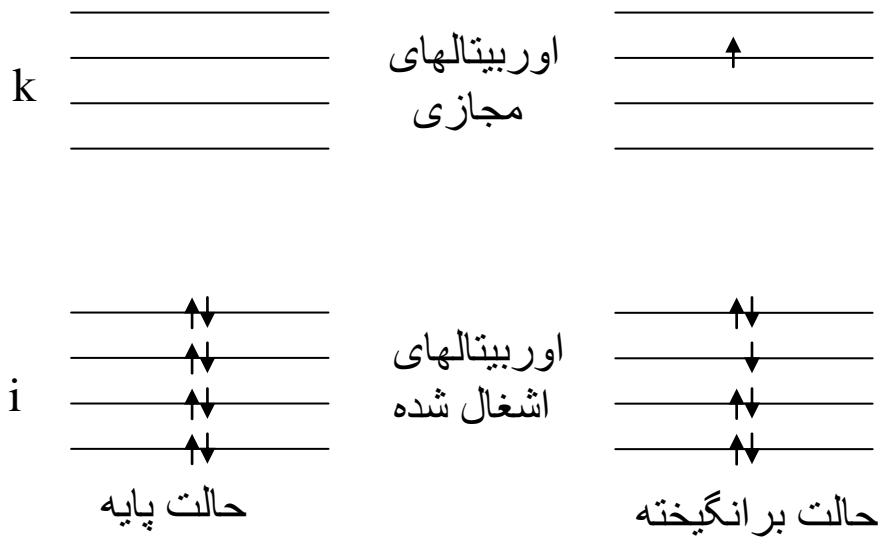 اوربیتالهای
مجازی
k
اوربیتالهای
اشغال شده
i
حالت پایه
حالت برانگیخته